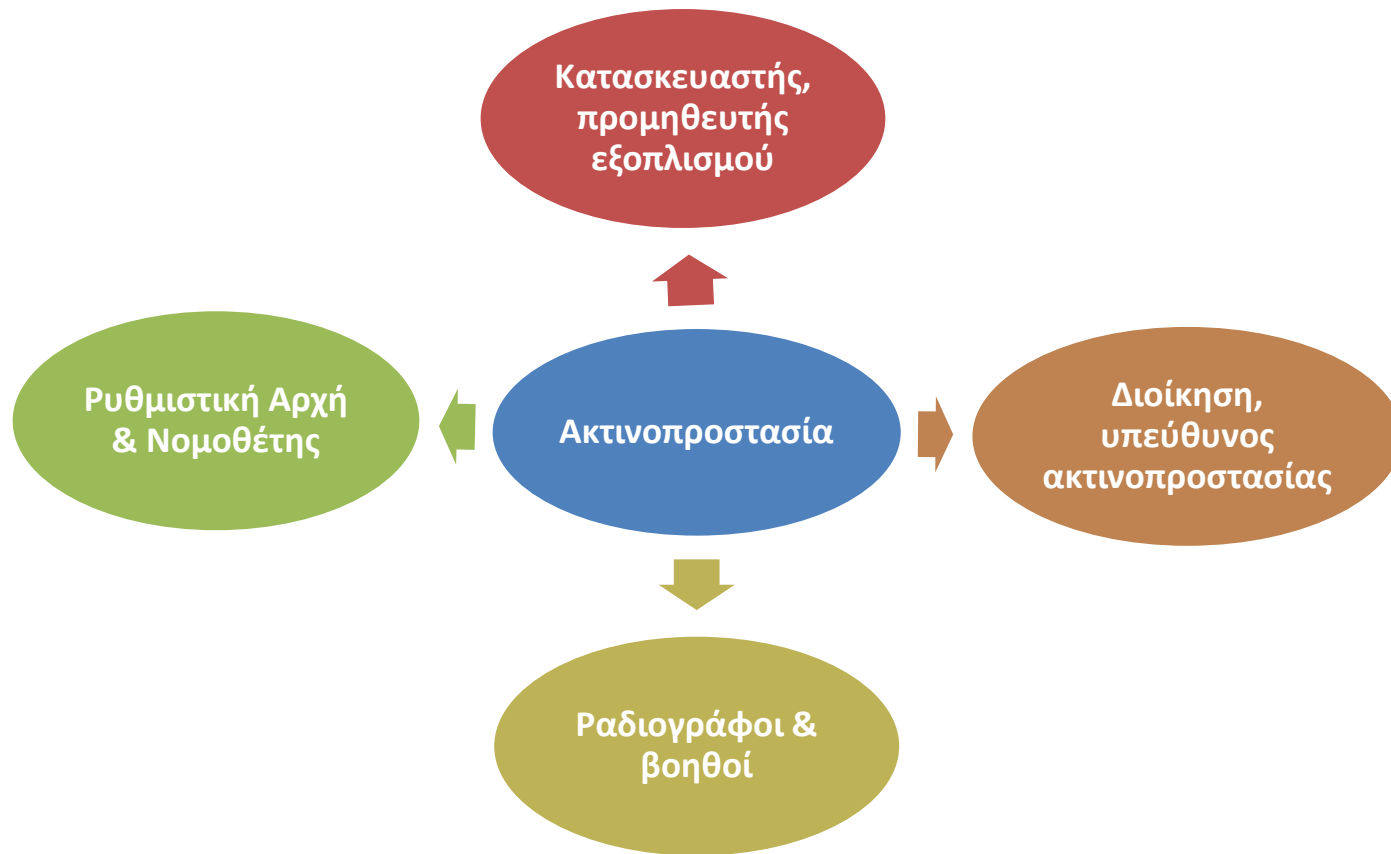 Κατασκευαστής,
προμηθευτής
εξοπλισμού
Ρυθμιστική Αρχή
& Νομοθέτης
Ακτινοπροστασία
Διοίκηση,
υπεύθυνος
ακτινοπροστασίας
Ραδιογράφοι &
βοηθοί